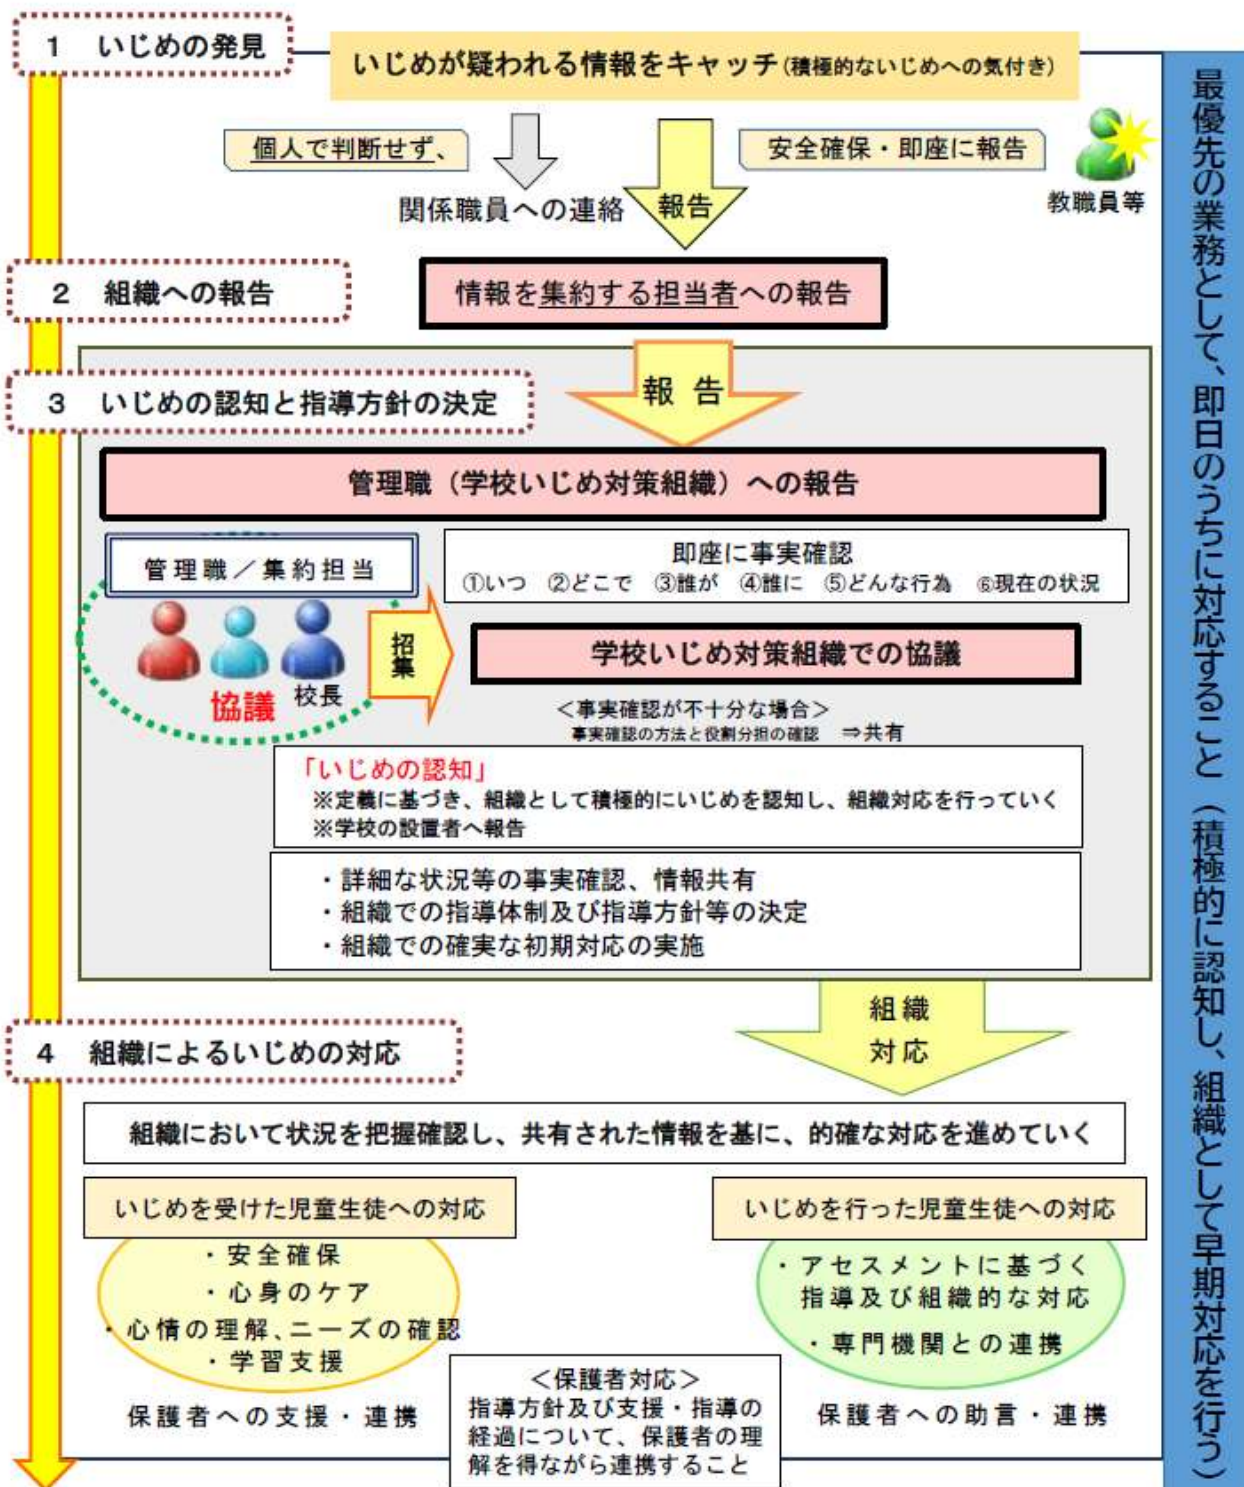 1 いじめの発見
いじめが疑われる情報をキャッチ(積極的ないじめへの気付き)
個人で判断せず、
安全確保・即座に報告
教職員等
関係職員への連絡
報告
2 組織への報告
情報を集約する担当者への報告
報告
3 いじめの認知と指導方針の決定
管理職（学校いじめ対策組織）への報告
管理職／集約担当
校長
協議
招集
即座に事実確認
①いつ ②どこで ③誰が ④誰に ⑤どんな行為 ⑥現在の状況
学校いじめ対策組織での協議
＜事実確認が不十分な場合＞
事実確認の方法と役割分担の確認 ⇒共有
「いじめの認知」
※定義に基づき、組織として積極的にいじめを認知し、組織対応を行っていく
※学校の設置者へ報告
・詳細な状況等の事実確認、情報共有
・組織での指導体制及び指導方針等の決定
・組織での確実な初期対応の実施
組織
対応
4 組織によるいじめの対応
組織において状況を把握確認し、共有された情報を基に、的確な対応を進めていく
いじめを受けた児童生徒への対応
・安全確保
・心身のケア
・心情の理解、ニーズの確認
・学習支援
保護者への支援・連携
いじめを行った児童生徒への対応
・アセスメントに基づく
指導及び組織的な対応
・専門機関との連携
保護者への助言・連携
＜保護者対応＞
指導方針及び支援・指導の
経過について、保護者の理
解を得ながら連携すること
最優先の業務として、即日のうちに対応すること（積極的に認知し、組織として早期対応を行う）